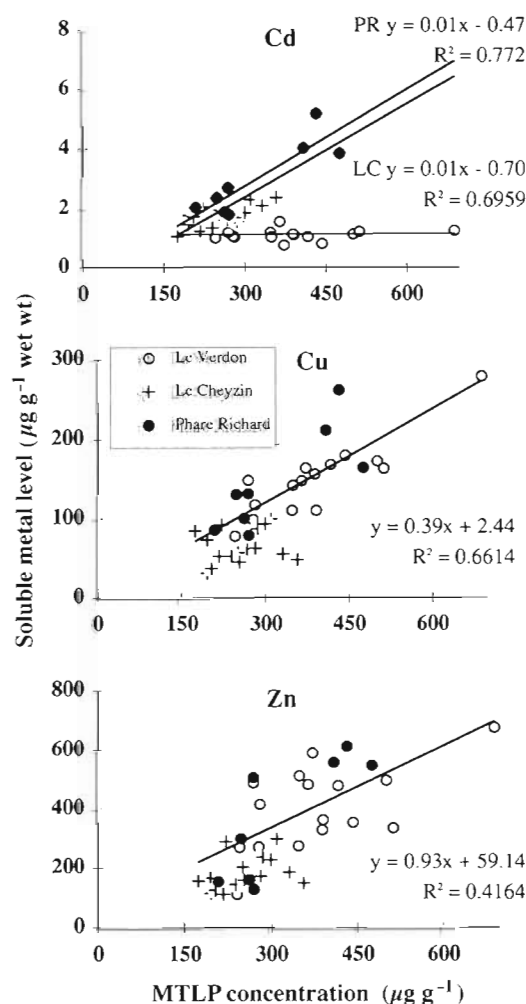 Cd
PR y = 0.01x - 0.47
R² = 0.772
8
6
4
2
0
LC y = 0.01x - 0.70
R² = 0.6959
0 150 300 450 600
Soluble metal level (µg g⁻¹ wet wt)
Cu
300
200
100
0
Le Verdon
Le Cheyzin
Phare Richard
y = 0.39x + 2.44
R² = 0.6614
0 150 300 450 600
Zn
800
600
400
200
0
y = 0.93x + 59.14
R² = 0.4164
0 150 300 450 600
MTLP concentration (µg g⁻¹)